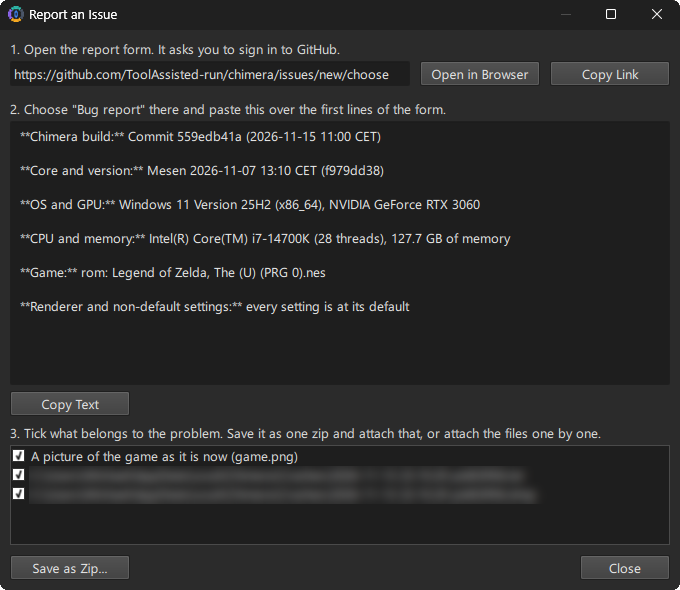 Report an Issue
1. Open the report form. It asks you to sign in to GitHub.
https://github.com/ToolAssisted-run/chimera/issues/new/choose
Open in Browser
Copy Link
2. Choose "Bug report" there and paste this over the first lines of the form.
**Chimera build:** Commit 559edb41a (2026-11-15 11:00 CET)
**Core and version:** Mesen 2026-11-07 13:10 CET (f979dd38)
**OS and GPU:** Windows 11 Version 25H2 (x86_64), NVIDIA GeForce RTX 3060
**CPU and memory:** Intel(R) Core(TM) i7-14700K (28 threads), 127.7 GB of memory
**Game:** rom: Legend of Zelda, The (U) (PRG 0).nes
**Renderer and non-default settings:** every setting is at its default
Copy Text
3. Tick what belongs to the problem. Save it as one zip and attach that, or attach the files one by one.
A picture of the game as it is now (game.png)
Save as Zip...
Close